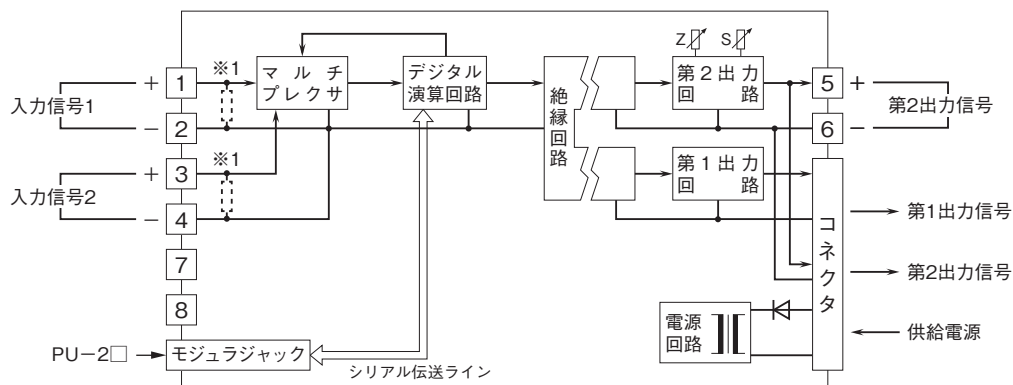 Z S
※1
マルチ
プレクサ
デジタル
演算回路
第2出力
回路
入力信号1
+ 1
- 2
絶縁回路
5 +
6 -
第2出力信号
※1
入力信号2
+ 3
- 4
第1出力
回路
コネクタ
第1出力信号
第2出力信号
供給電源
7
8
電源
回路
PU-2□
モジュラジャック
シリアル伝送ライン